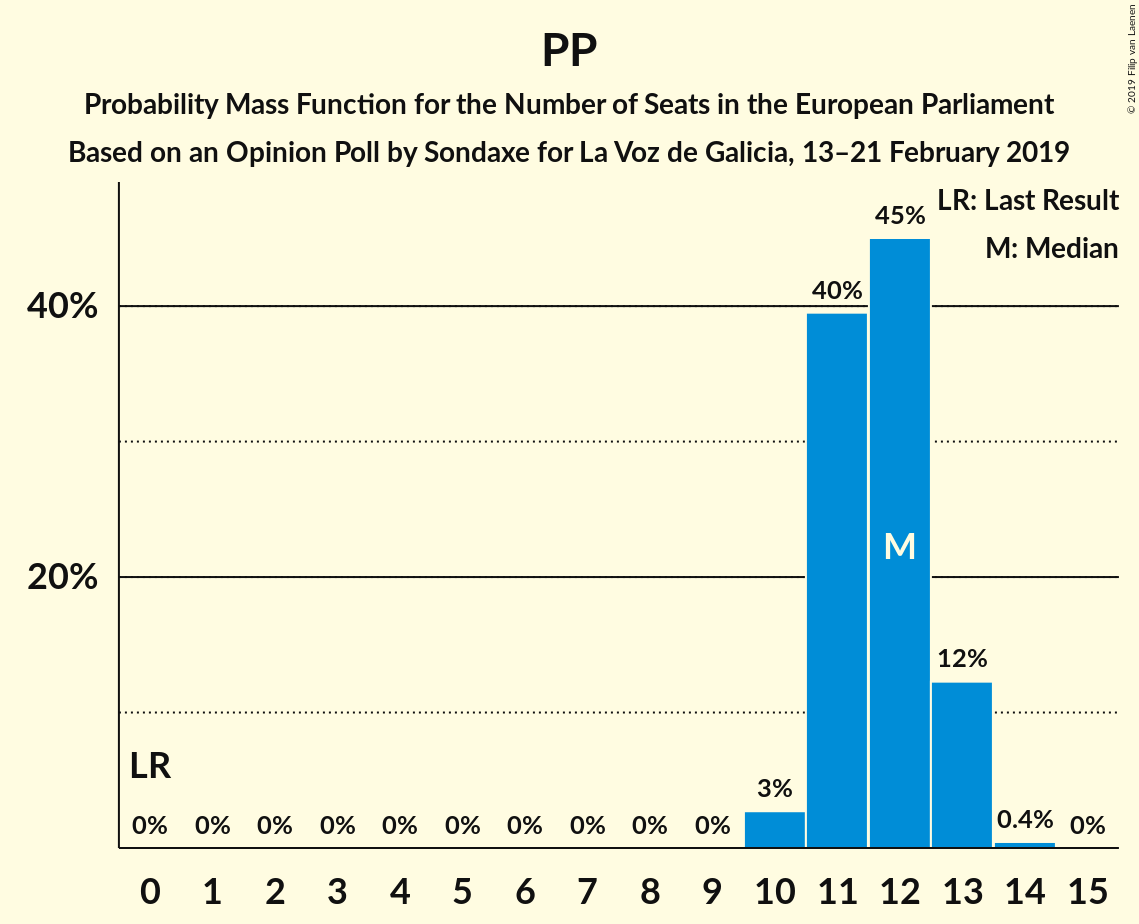 PP
Probability Mass Function for the Number of Seats in the European Parliament
Based on an Opinion Poll by Sondaxe for La Voz de Galicia, 13–21 February 2019
© 2019 Filip van Laenen
LR: Last Result
M: Median
45%
40%
40%
20%
M
12%
LR
3%
0% 0% 0% 0% 0% 0% 0% 0% 0% 0% 0.4% 0%
0 1 2 3 4 5 6 7 8 9 10 11 12 13 14 15